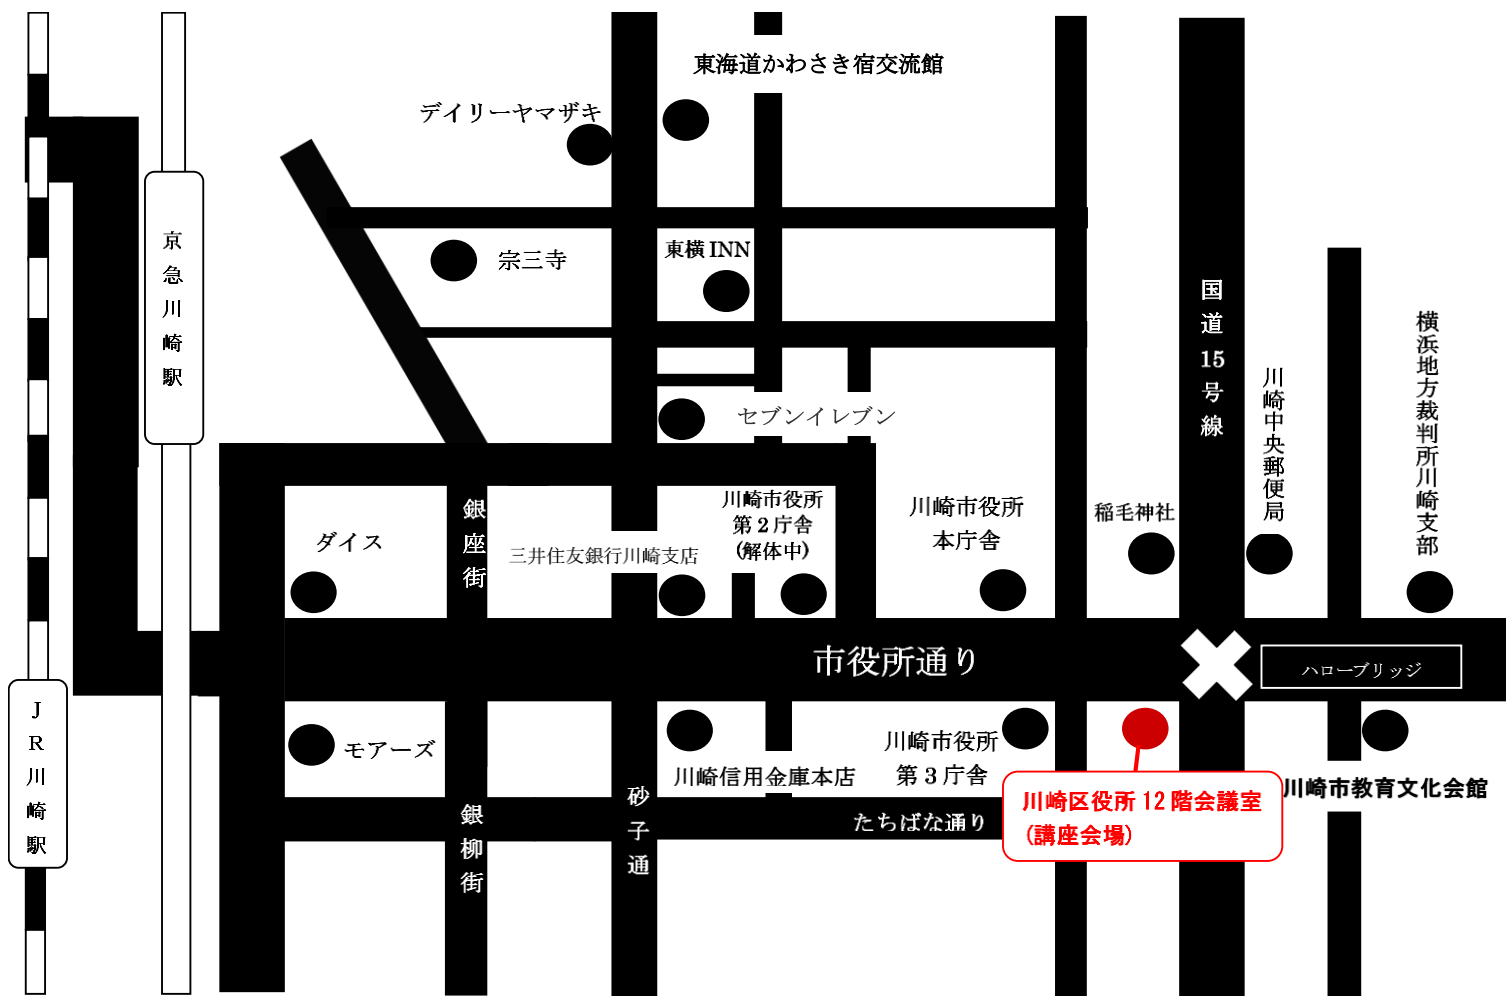 東海道かわさき宿交流館
デイリーヤマザキ
京急川崎駅
宗三寺
東横INN
国道15号線
横浜地方裁判所川崎支部
川崎中央郵便局
セブンイレブン
銀座街
川崎市役所
第2庁舎
(解体中)
川崎市役所
本庁舎
稲毛神社
ダイス
三井住友銀行川崎支店
市役所通り
ハローブリッジ
JR川崎駅
モアーズ
川崎信用金庫本店
川崎市役所
第3庁舎
川崎区役所12階会議室
(講座会場)
川崎市教育文化会館
砂子通
銀柳街
たちばな通り